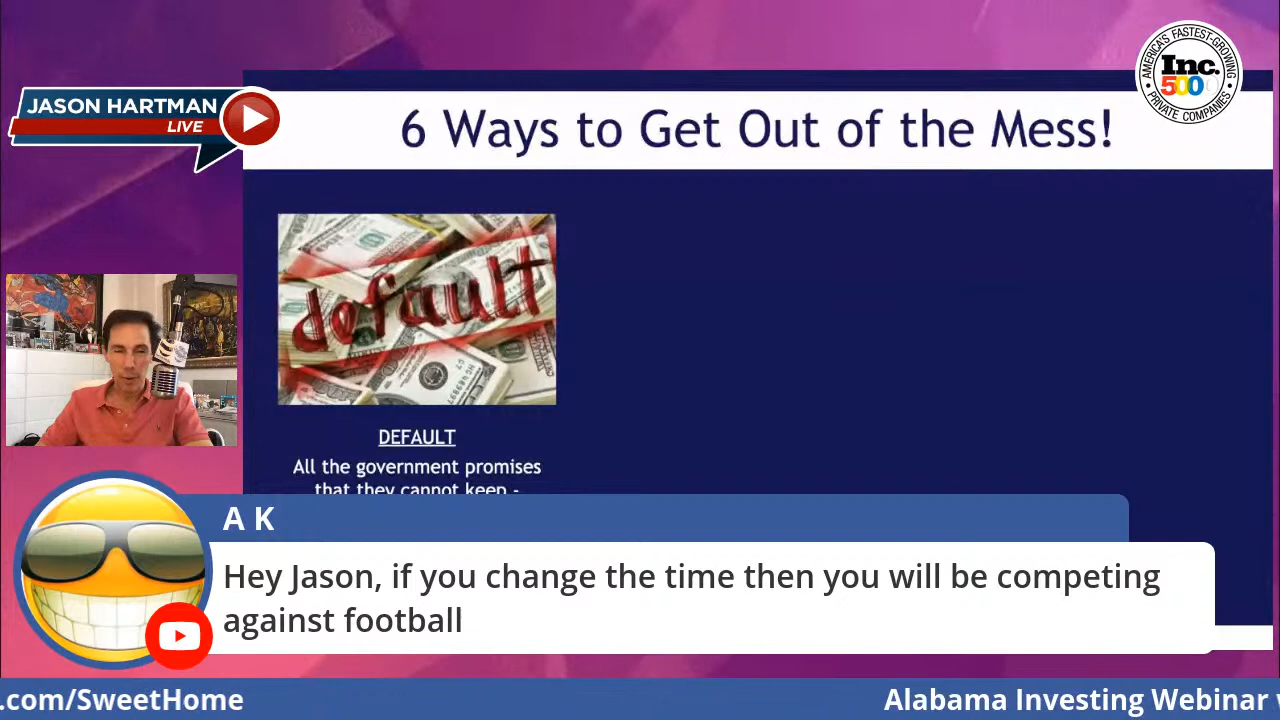 AMERICA'S FASTEST-GROWING
Inc.
500
PRIVATE COMPANIES
JASON HARTMAN
LIVE
6 Ways to Get Out of the Mess!
default
DEFAULT
All the government promises
that they cannot keep -
A K
Hey Jason, if you change the time then you will be competing
against football
.com/SweetHome
Alabama Investing Webinar